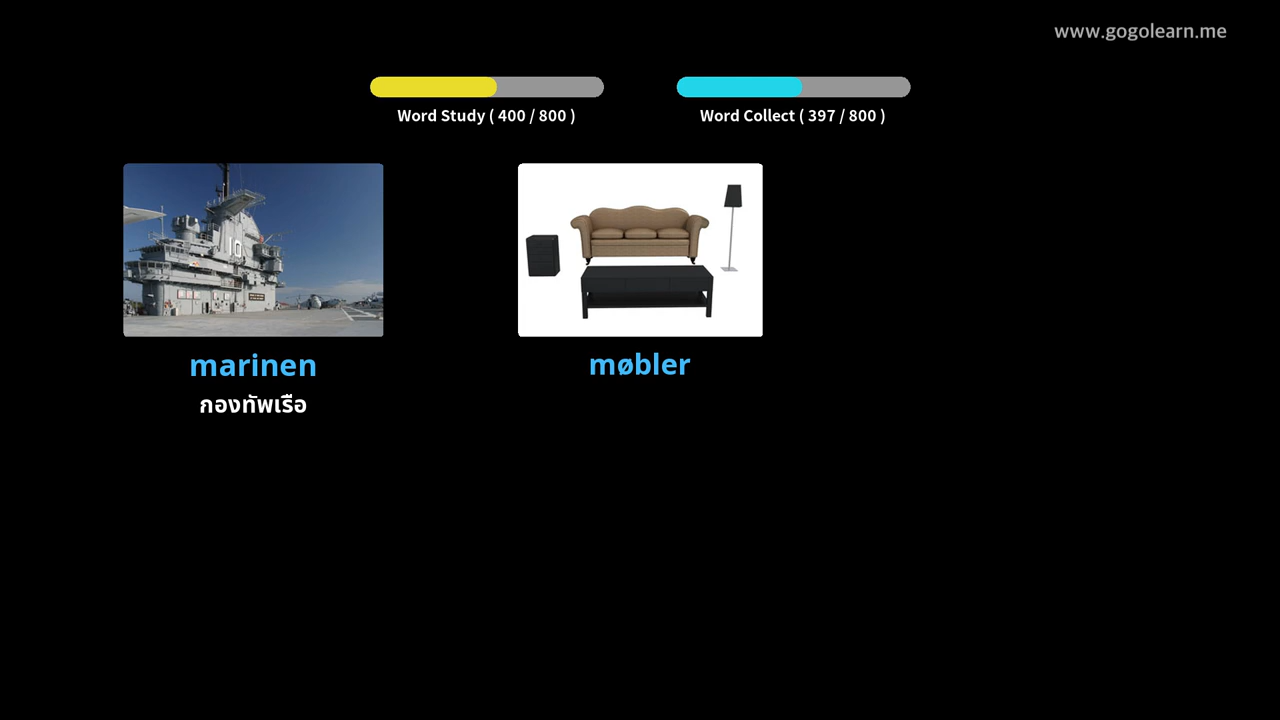 www.gogolearn.me
Word Study ( 400 / 800 )
Word Collect ( 397 / 800 )
10
marinen
møbler
กองทัพเรือ